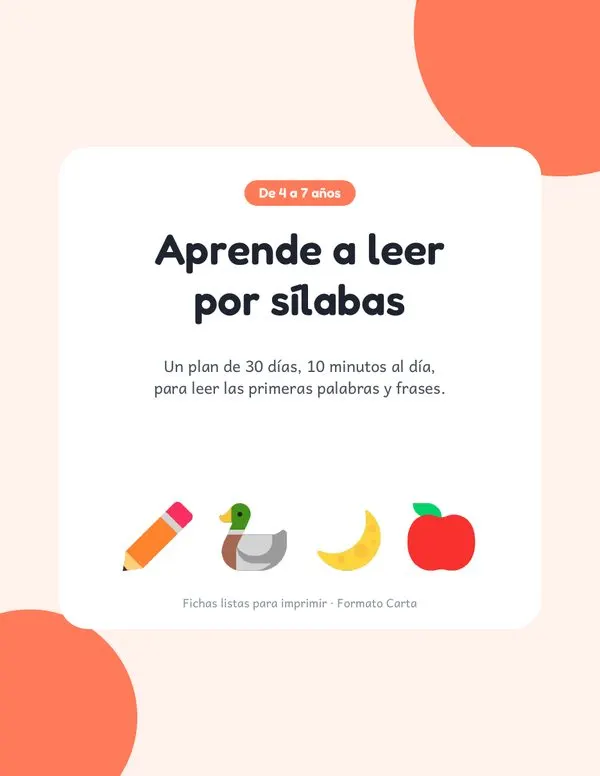 De 4 a 7 años
Aprende a leer
por sílabas
Un plan de 30 días, 10 minutos al día,
para leer las primeras palabras y frases.
Fichas listas para imprimir · Formato Carta